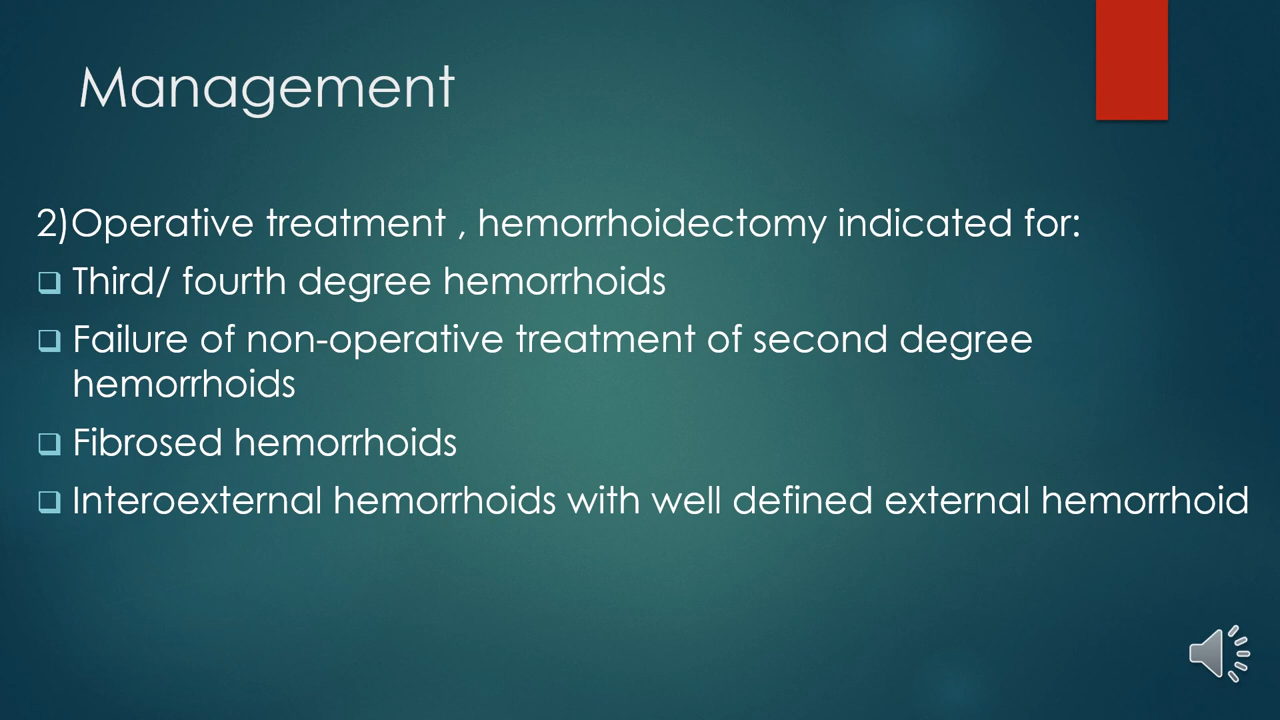 Management
2)Operative treatment , hemorrhoidectomy indicated for:
Third/ fourth degree hemorrhoids
Failure of non-operative treatment of second degree
hemorrhoids
Fibrosed hemorrhoids
Interoexternal hemorrhoids with well defined external hemorrhoid